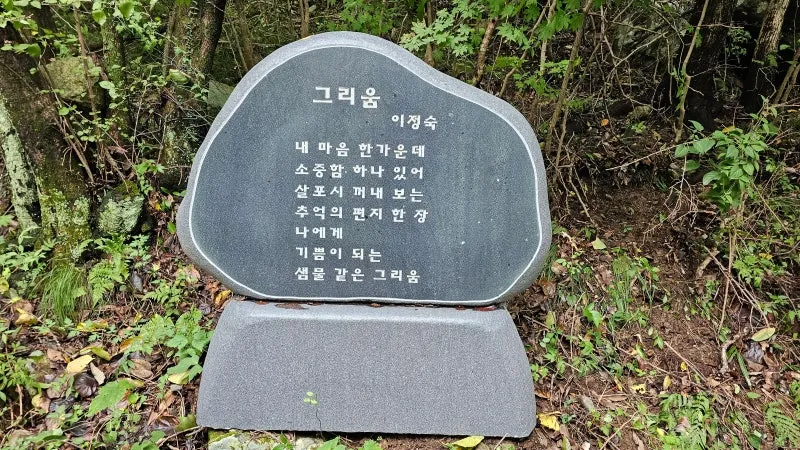 그리움
이정숙
내 마음 한가운데
소중함 하나 있어
살포시 꺼내 보는
추억의 편지 한 장
나에게
기쁨이 되는
샘물 같은 그리움